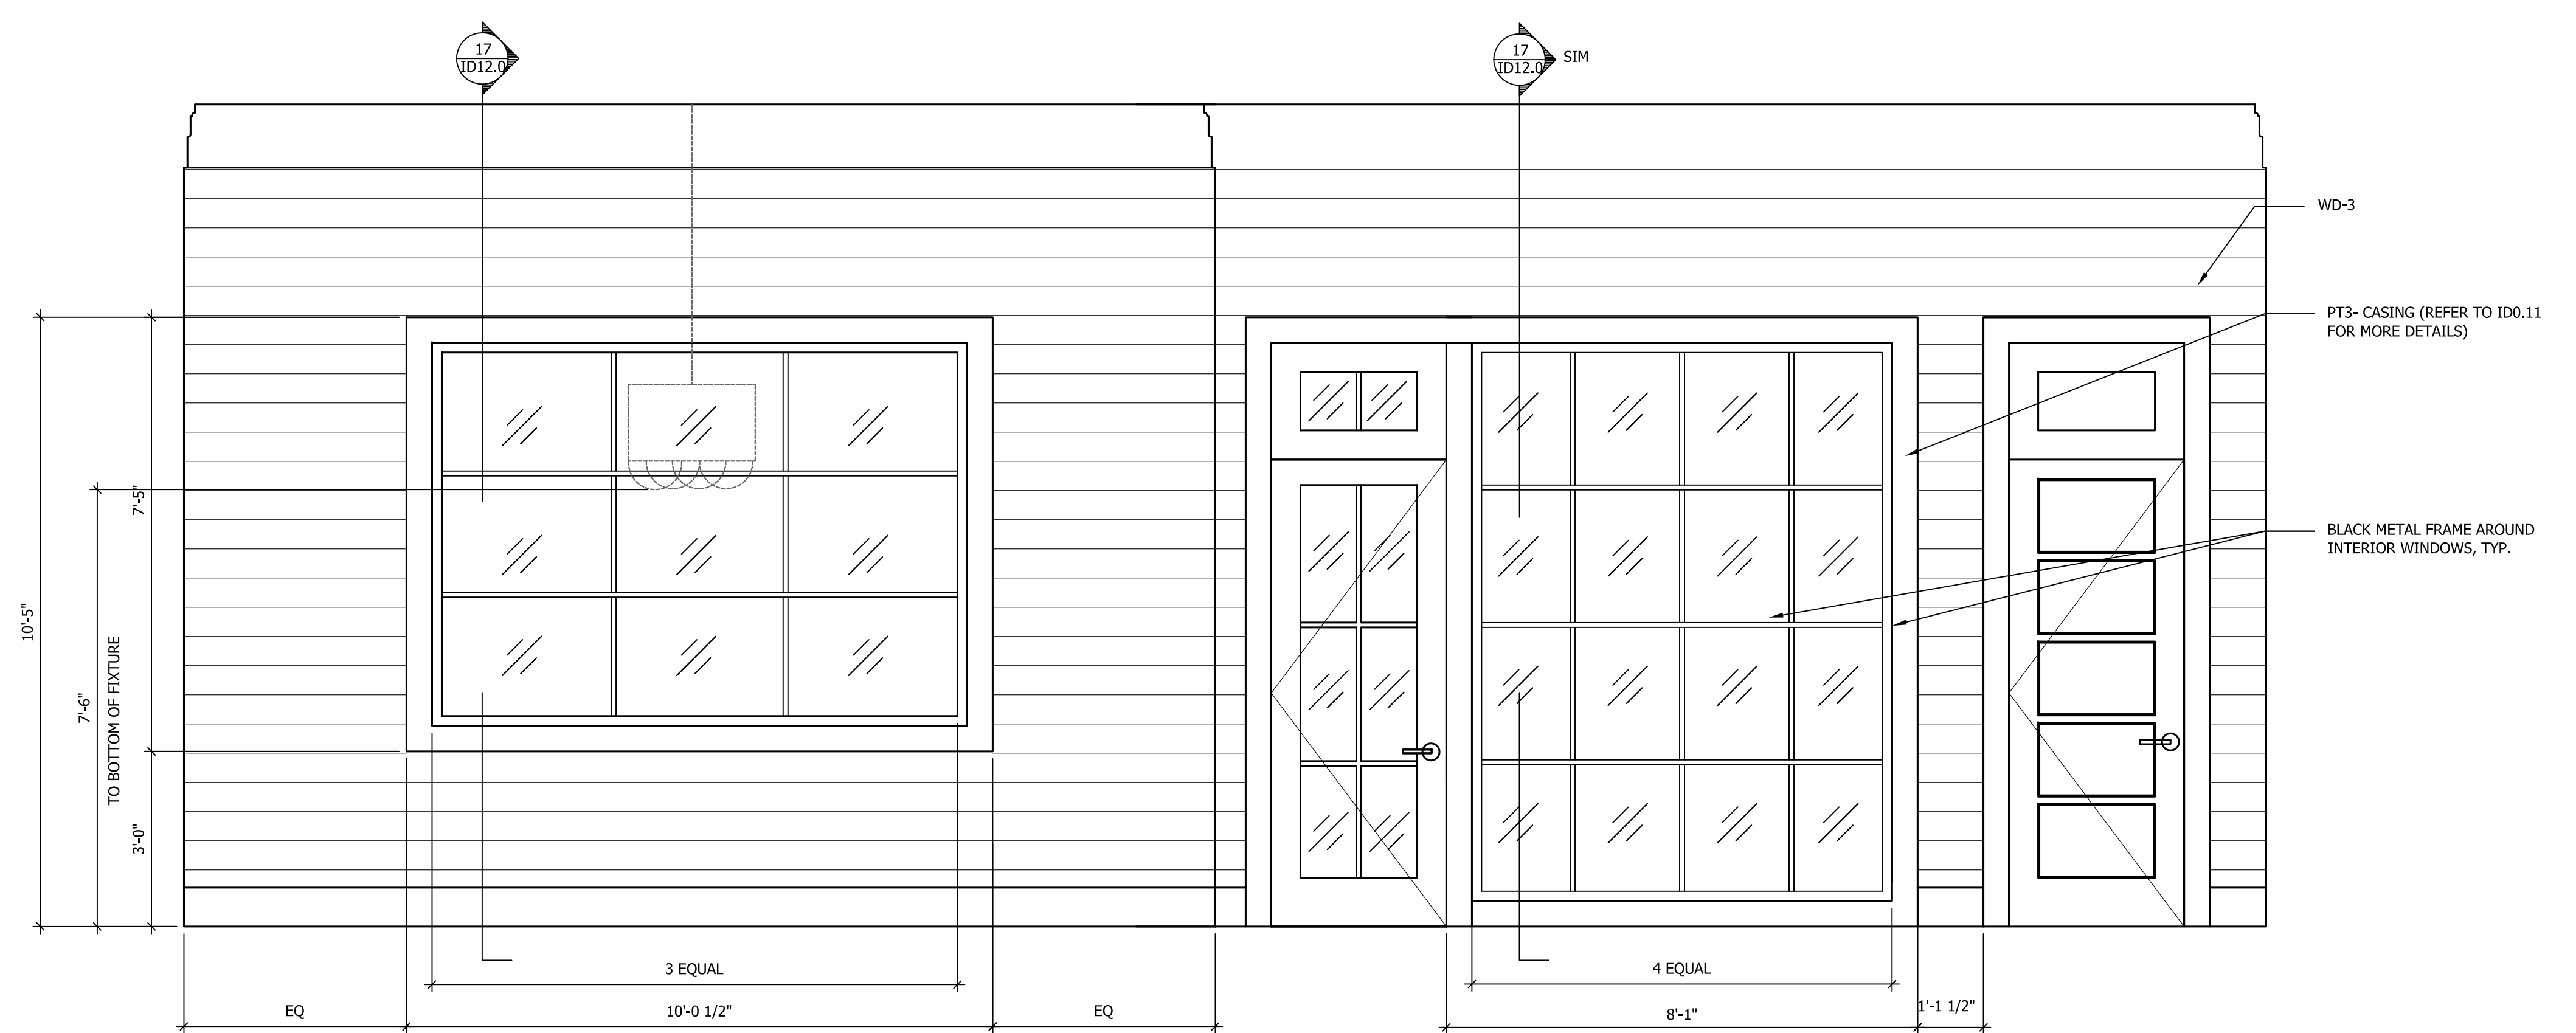 17
ID12.0
17
ID12.0
SIM
WD-3
PT3- CASING (REFER TO ID0.11
FOR MORE DETAILS)
BLACK METAL FRAME AROUND
INTERIOR WINDOWS, TYP.
10'-5"
7'-6"
TO BOTTOM OF FIXTURE
7'-5"
3'-0"
3 EQUAL
4 EQUAL
EQ
10'-0 1/2"
EQ
8'-1"
1'-1 1/2"